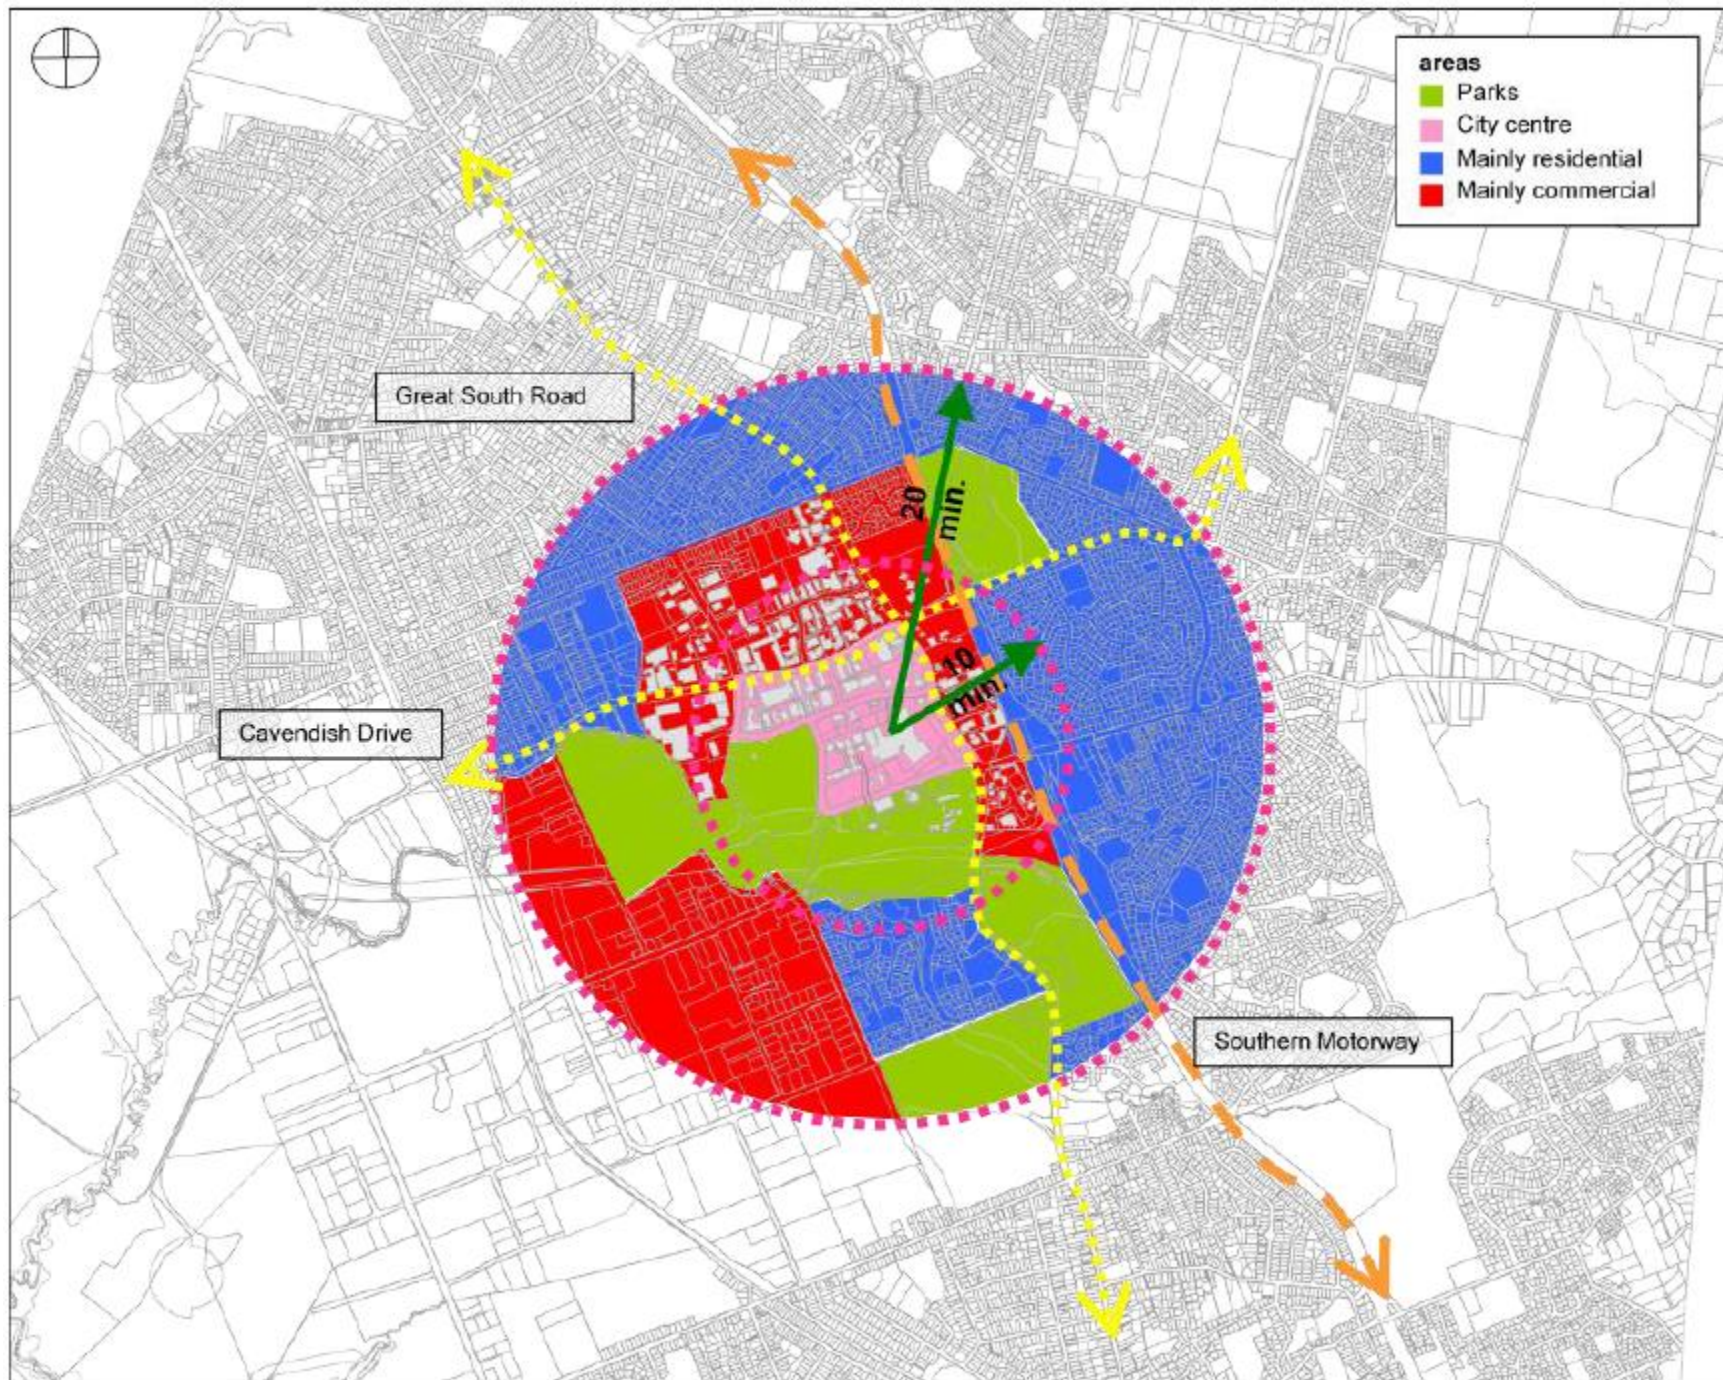 areas
Parks
City centre
Mainly residential
Mainly commercial
Great South Road
20
min.
10
min.
Cavendish Drive
Southern Motorway